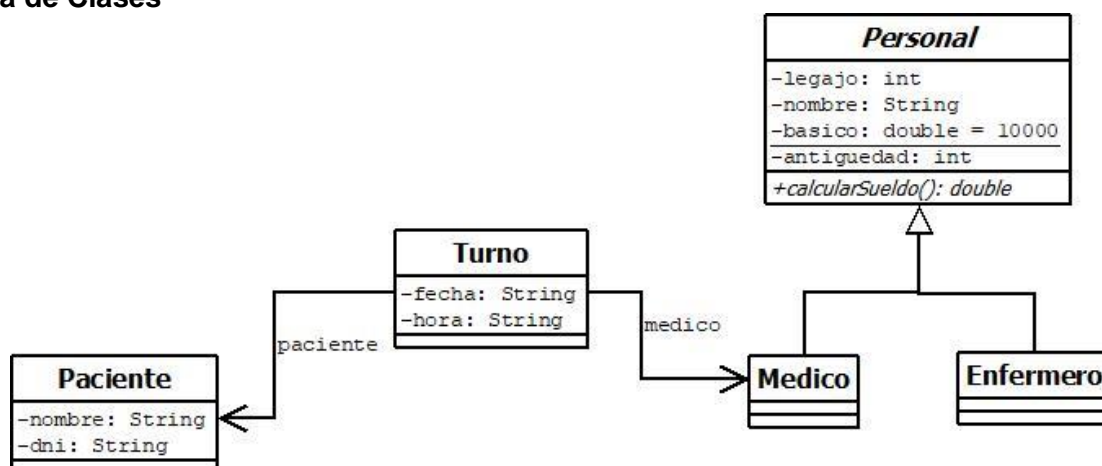 a de Clases
Personal
-legajo: int
-nombre: String
-basico: double = 10000
-antiguedad: int
+calcularSueldo(): double
Turno
-fecha: String
-hora: String
paciente
medico
Paciente
-nombre: String
-dni: String
Medico
Enfermero